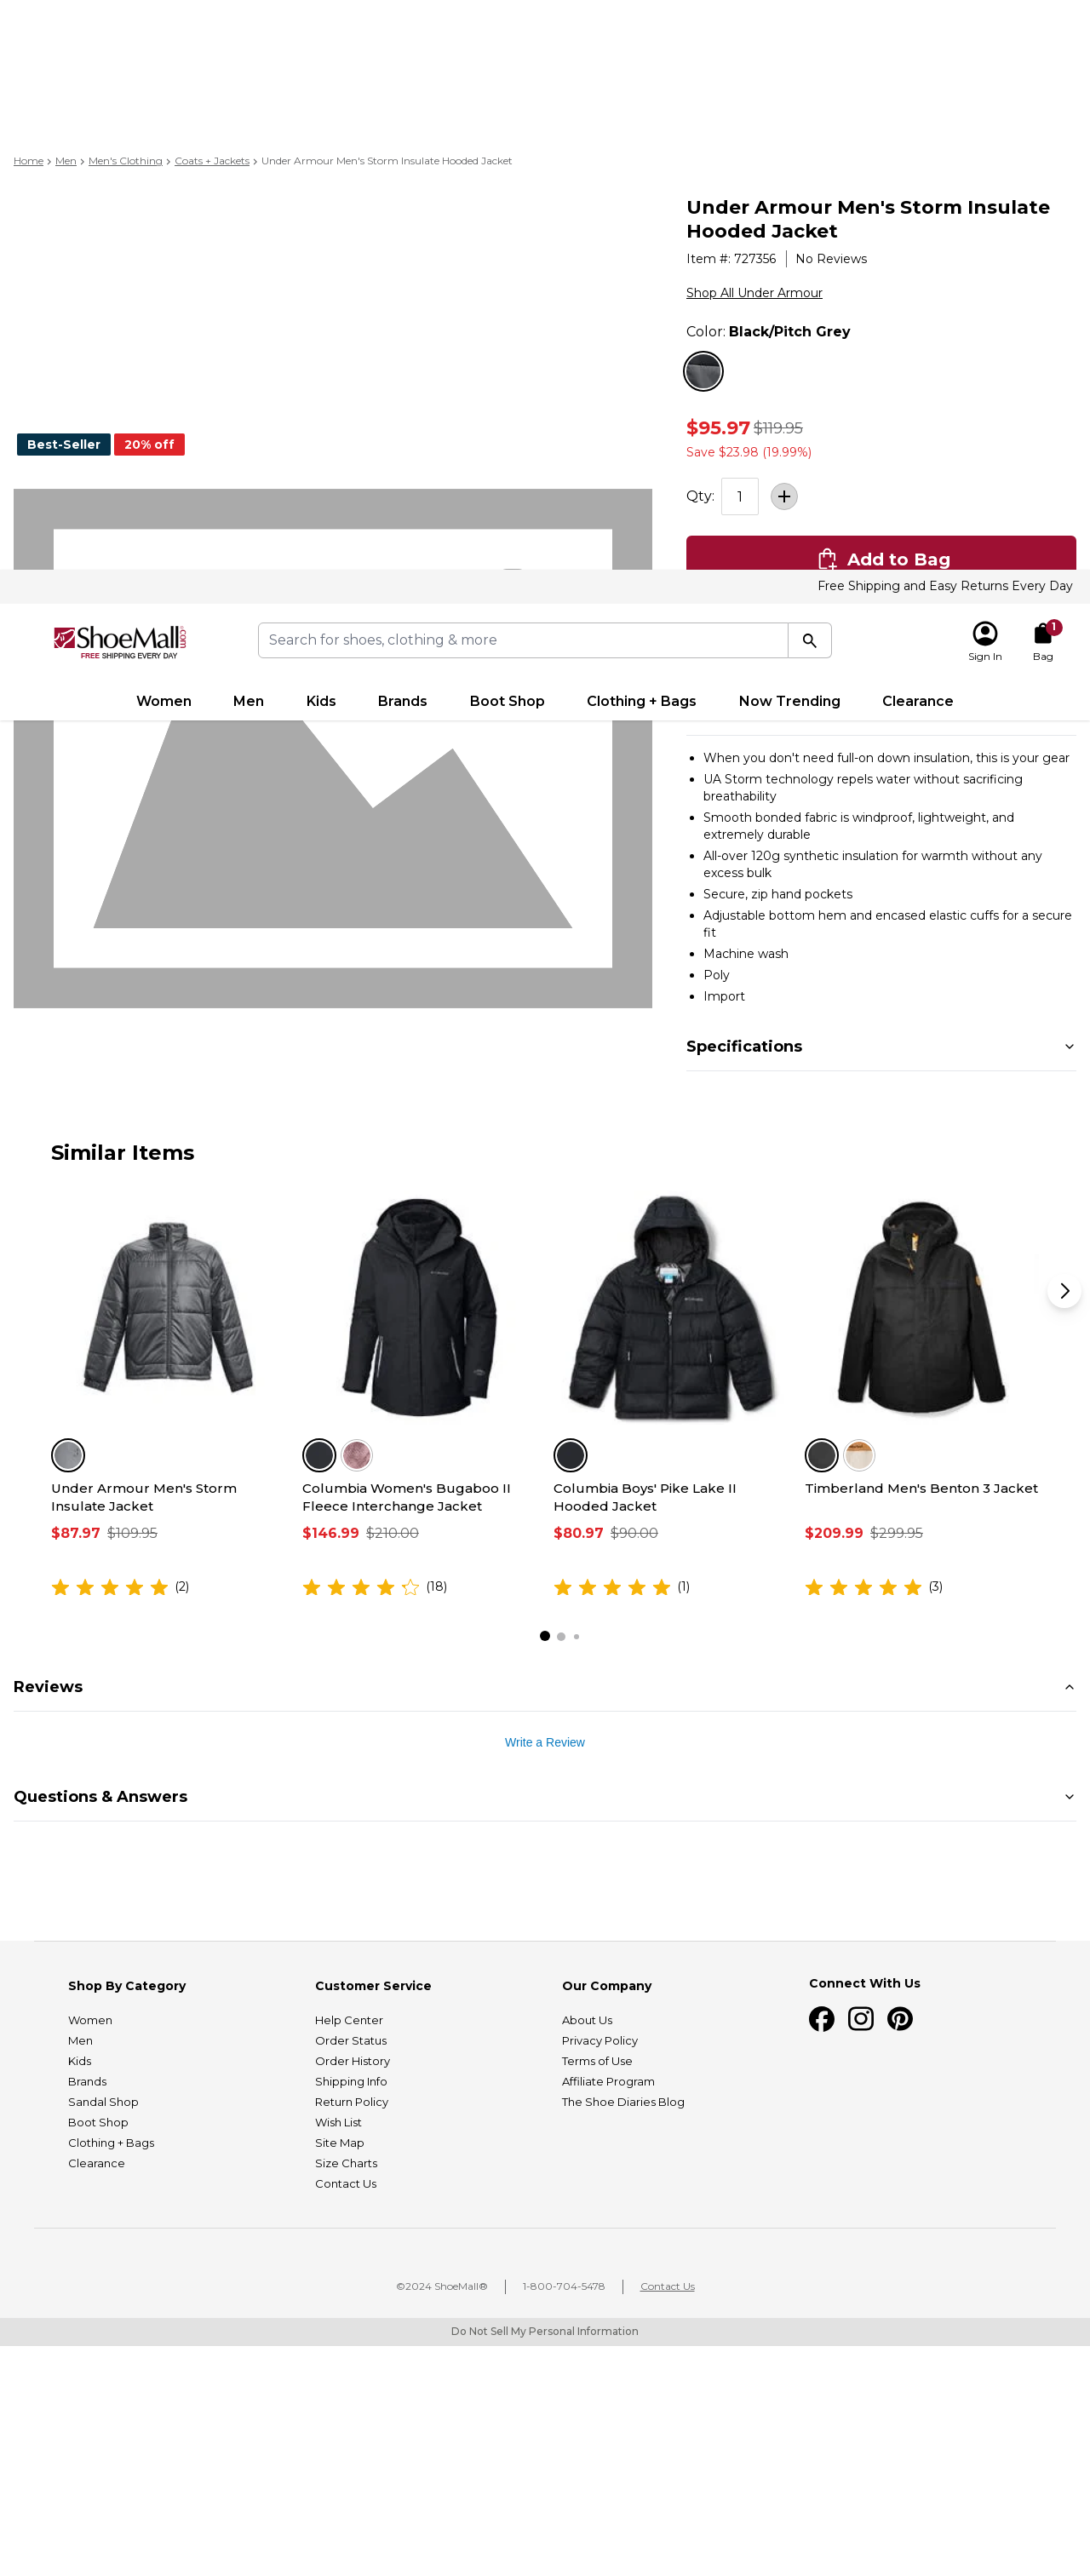 Home > Men > Men's Clothing > Coats + Jackets > Under Armour Men's Storm Insulate Hooded Jacket
Under Armour Men's Storm Insulate
Hooded Jacket
Item #: 727356 | No Reviews
Shop All Under Armour
Color: Black/Pitch Grey
$95.97 $119.95
Best-Seller 20% off
Save $23.98 (19.99%)
Qty: 1
Add to Bag
Free Shipping and Easy Returns Every Day
ShoeMall.com
FREE SHIPPING EVERY DAY
Search for shoes, clothing & more
1
Sign In Bag
Women Men Kids Brands Boot Shop Clothing + Bags Now Trending Clearance
When you don't need full-on down insulation, this is your gear
UA Storm technology repels water without sacrificing
breathability
Smooth bonded fabric is windproof, lightweight, and
extremely durable
All-over 120g synthetic insulation for warmth without any
excess bulk
Secure, zip hand pockets
Adjustable bottom hem and encased elastic cuffs for a secure
fit
Machine wash
Poly
Import
Specifications
Similar Items
Under Armour Men's Storm
Insulate Jacket
$87.97 $109.95
(2)
Columbia Women's Bugaboo II
Fleece Interchange Jacket
$146.99 $210.00
(18)
Columbia Boys' Pike Lake II
Hooded Jacket
$80.97 $90.00
(1)
Timberland Men's Benton 3 Jacket
$209.99 $299.95
(3)
Reviews
Write a Review
Questions & Answers
Shop By Category
Women
Men
Kids
Brands
Sandal Shop
Boot Shop
Clothing + Bags
Clearance
Customer Service
Help Center
Order Status
Order History
Shipping Info
Return Policy
Wish List
Site Map
Size Charts
Contact Us
Our Company
About Us
Privacy Policy
Terms of Use
Affiliate Program
The Shoe Diaries Blog
Connect With Us
©2024 ShoeMall® | 1-800-704-5478 | Contact Us
Do Not Sell My Personal Information